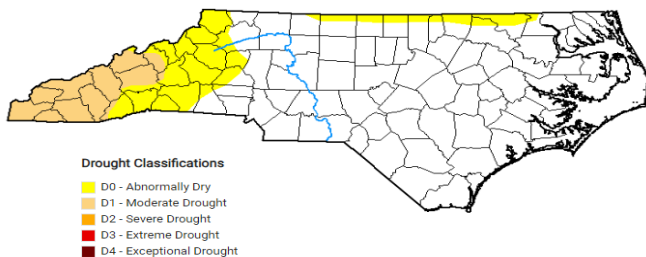 Drought Classifications
D0 - Abnormally Dry
D1 - Moderate Drought
D2 - Severe Drought
D3 - Extreme Drought
D4 - Exceptional Drought